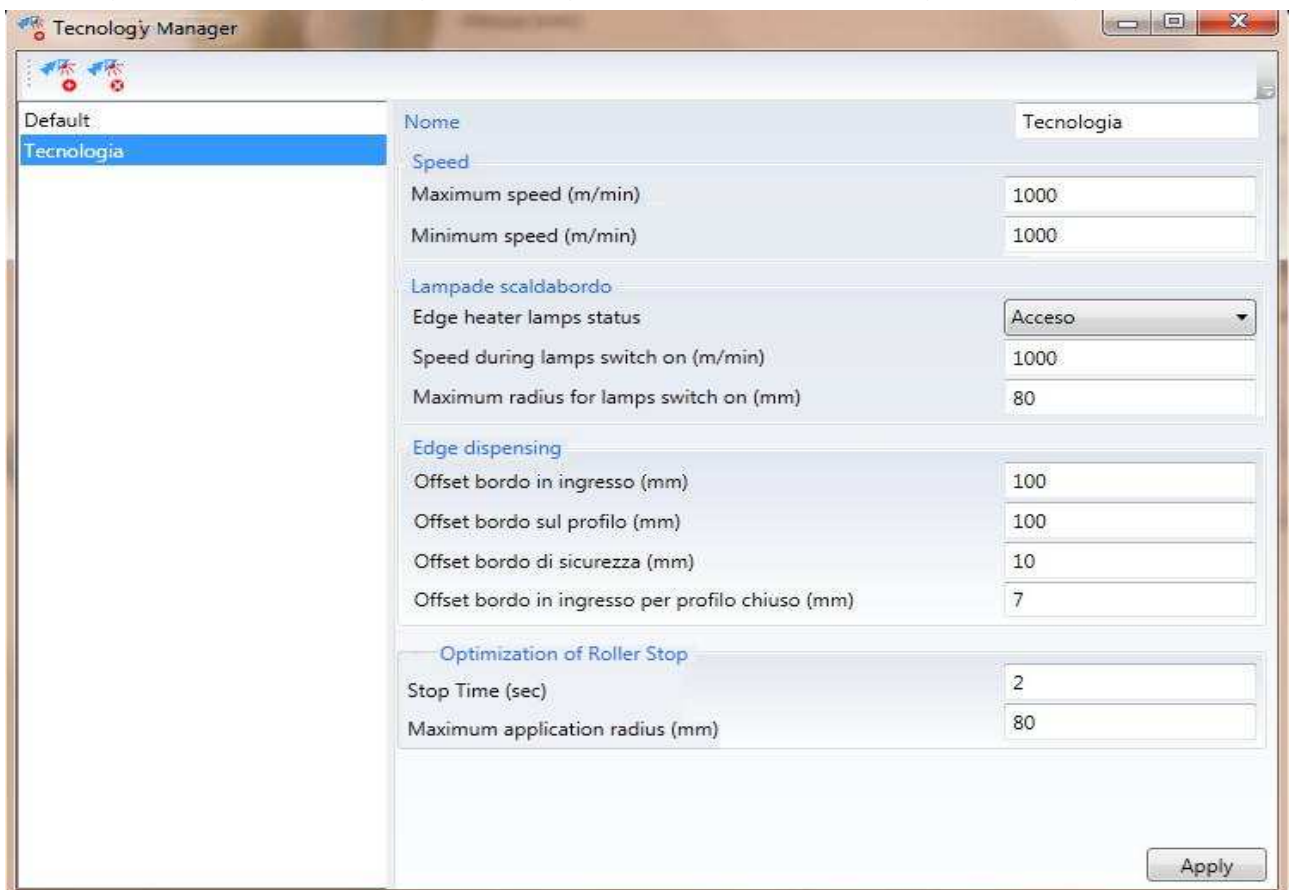 Tecnology Manager
Default
Tecnologia
Nome Tecnologia
Speed
Maximum speed (m/min) 1000
Minimum speed (m/min) 1000
Lampade scaldabordo
Edge heater lamps status Acceso
Speed during lamps switch on (m/min) 1000
Maximum radius for lamps switch on (mm) 80
Edge dispensing
Offset bordo in ingresso (mm) 100
Offset bordo sul profilo (mm) 100
Offset bordo di sicurezza (mm) 10
Offset bordo in ingresso per profilo chiuso (mm) 7
Optimization of Roller Stop
Stop Time (sec) 2
Maximum application radius (mm) 80
Apply